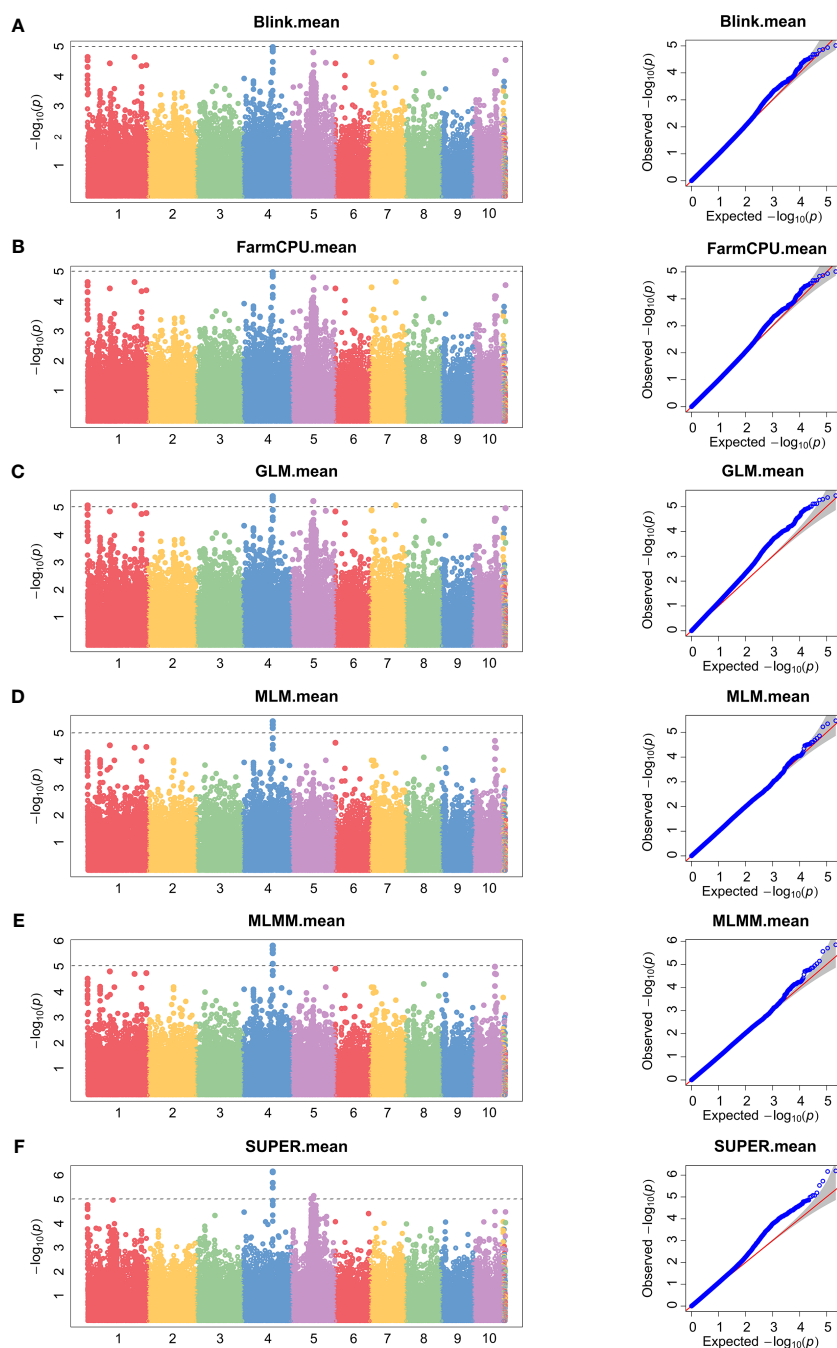 A
Blink.mean
Blink.mean
−log10(p)
5
4
3
2
1
1 2 3 4 5 6 7 8 9 10
Observed −log10(p)
5
4
3
2
1
0
0 1 2 3 4 5
Expected −log10(p)
B
FarmCPU.mean
FarmCPU.mean
−log10(p)
5
4
3
2
1
1 2 3 4 5 6 7 8 9 10
Observed −log10(p)
5
4
3
2
1
0
0 1 2 3 4 5
Expected −log10(p)
C
GLM.mean
GLM.mean
−log10(p)
5
4
3
2
1
1 2 3 4 5 6 7 8 9 10
Observed −log10(p)
5
4
3
2
1
0
0 1 2 3 4 5
Expected −log10(p)
D
MLM.mean
MLM.mean
−log10(p)
5
4
3
2
1
1 2 3 4 5 6 7 8 9 10
Observed −log10(p)
5
4
3
2
1
0
0 1 2 3 4 5
Expected −log10(p)
E
MLMM.mean
MLMM.mean
−log10(p)
6
5
4
3
2
1
1 2 3 4 5 6 7 8 9 10
Observed −log10(p)
6
5
4
3
2
1
0
0 1 2 3 4 5
Expected −log10(p)
F
SUPER.mean
SUPER.mean
−log10(p)
6
5
4
3
2
1
1 2 3 4 5 6 7 8 9 10
Observed −log10(p)
6
5
4
3
2
1
0
0 1 2 3 4 5
Expected −log10(p)